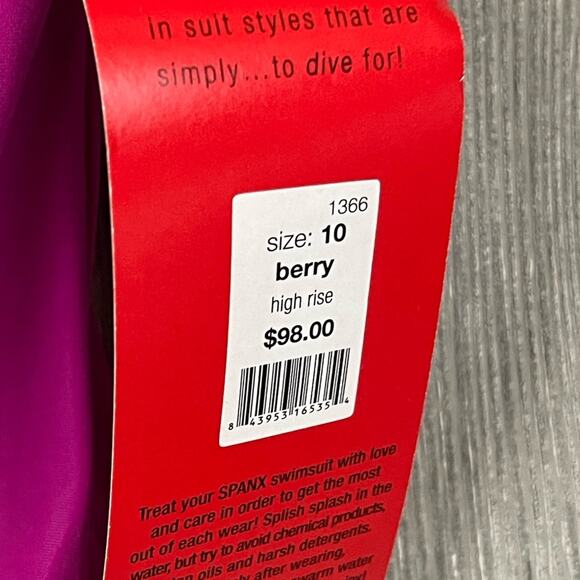 in suit styles that are
simply...to dive for!
1366
size: 10
berry
high rise
$98.00
8 43953 16535 4
Treat your SPANX swimsuit with love
and care in order to get the most
out of each wear! Splish splash in the
water, but try to avoid chemical products,
oils and harsh detergents.
after wearing,
warm water